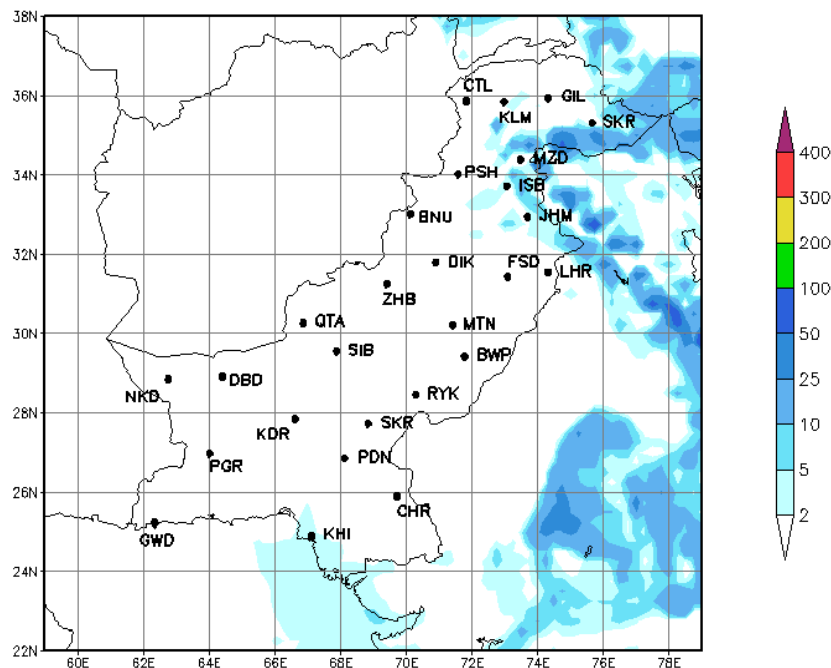 38N
36N
34N
32N
30N
28N
26N
24N
22N
60E
62E
64E
66E
68E
70E
72E
74E
76E
78E
CTL
KLM
GIL
SKR
MZD
PSH
ISB
BNU
JHM
DIK
FSD
LHR
ZHB
QTA
MTN
SIB
BWP
NKD
DBD
RYK
KDR
SKR
PGR
PDN
CHR
GWD
KHI
400
300
200
100
50
25
10
5
2